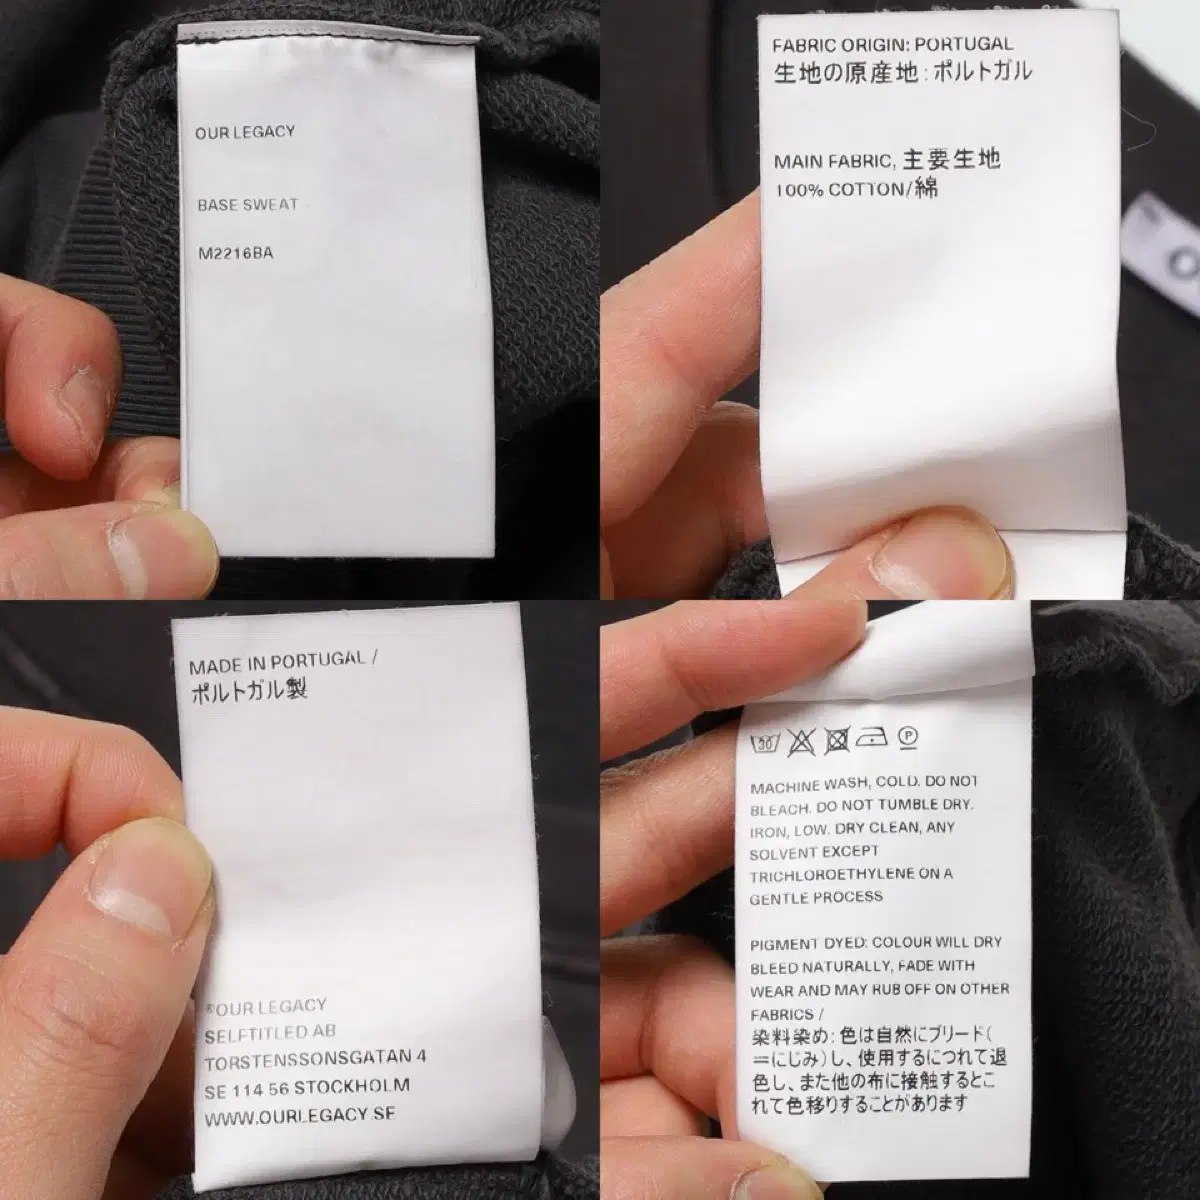 OUR LEGACY
BASE SWEAT
M2216BA
FABRIC ORIGIN: PORTUGAL
生地の原産地：ポルトガル
MAIN FABRIC, 主要生地
100% COTTON/綿
MADE IN PORTUGAL /
ポルトガル製
®OUR LEGACY
SELFTITLED AB
TORSTENSSONSGATAN 4
SE 114 56 STOCKHOLM
WWW.OURLEGACY SE
30
P
MACHINE WASH, COLD. DO NOT
BLEACH. DO NOT TUMBLE DRY.
IRON, LOW. DRY CLEAN, ANY
SOLVENT EXCEPT
TRICHLOROETHYLENE ON A
GENTLE PROCESS
PIGMENT DYED: COLOUR WILL DRY
BLEED NATURALLY, FADE WITH
WEAR AND MAY RUB OFF ON OTHER
FABRICS /
染料染め：色は自然にブリード(
=にじみ)し、使用するにつれて退
色し、また他の布に接触するとこ
れて色移りすることがあります